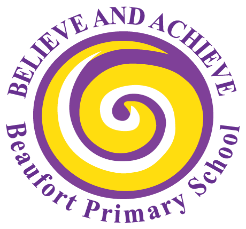 BELIEVE AND ACHIEVE
Beaufort Primary School